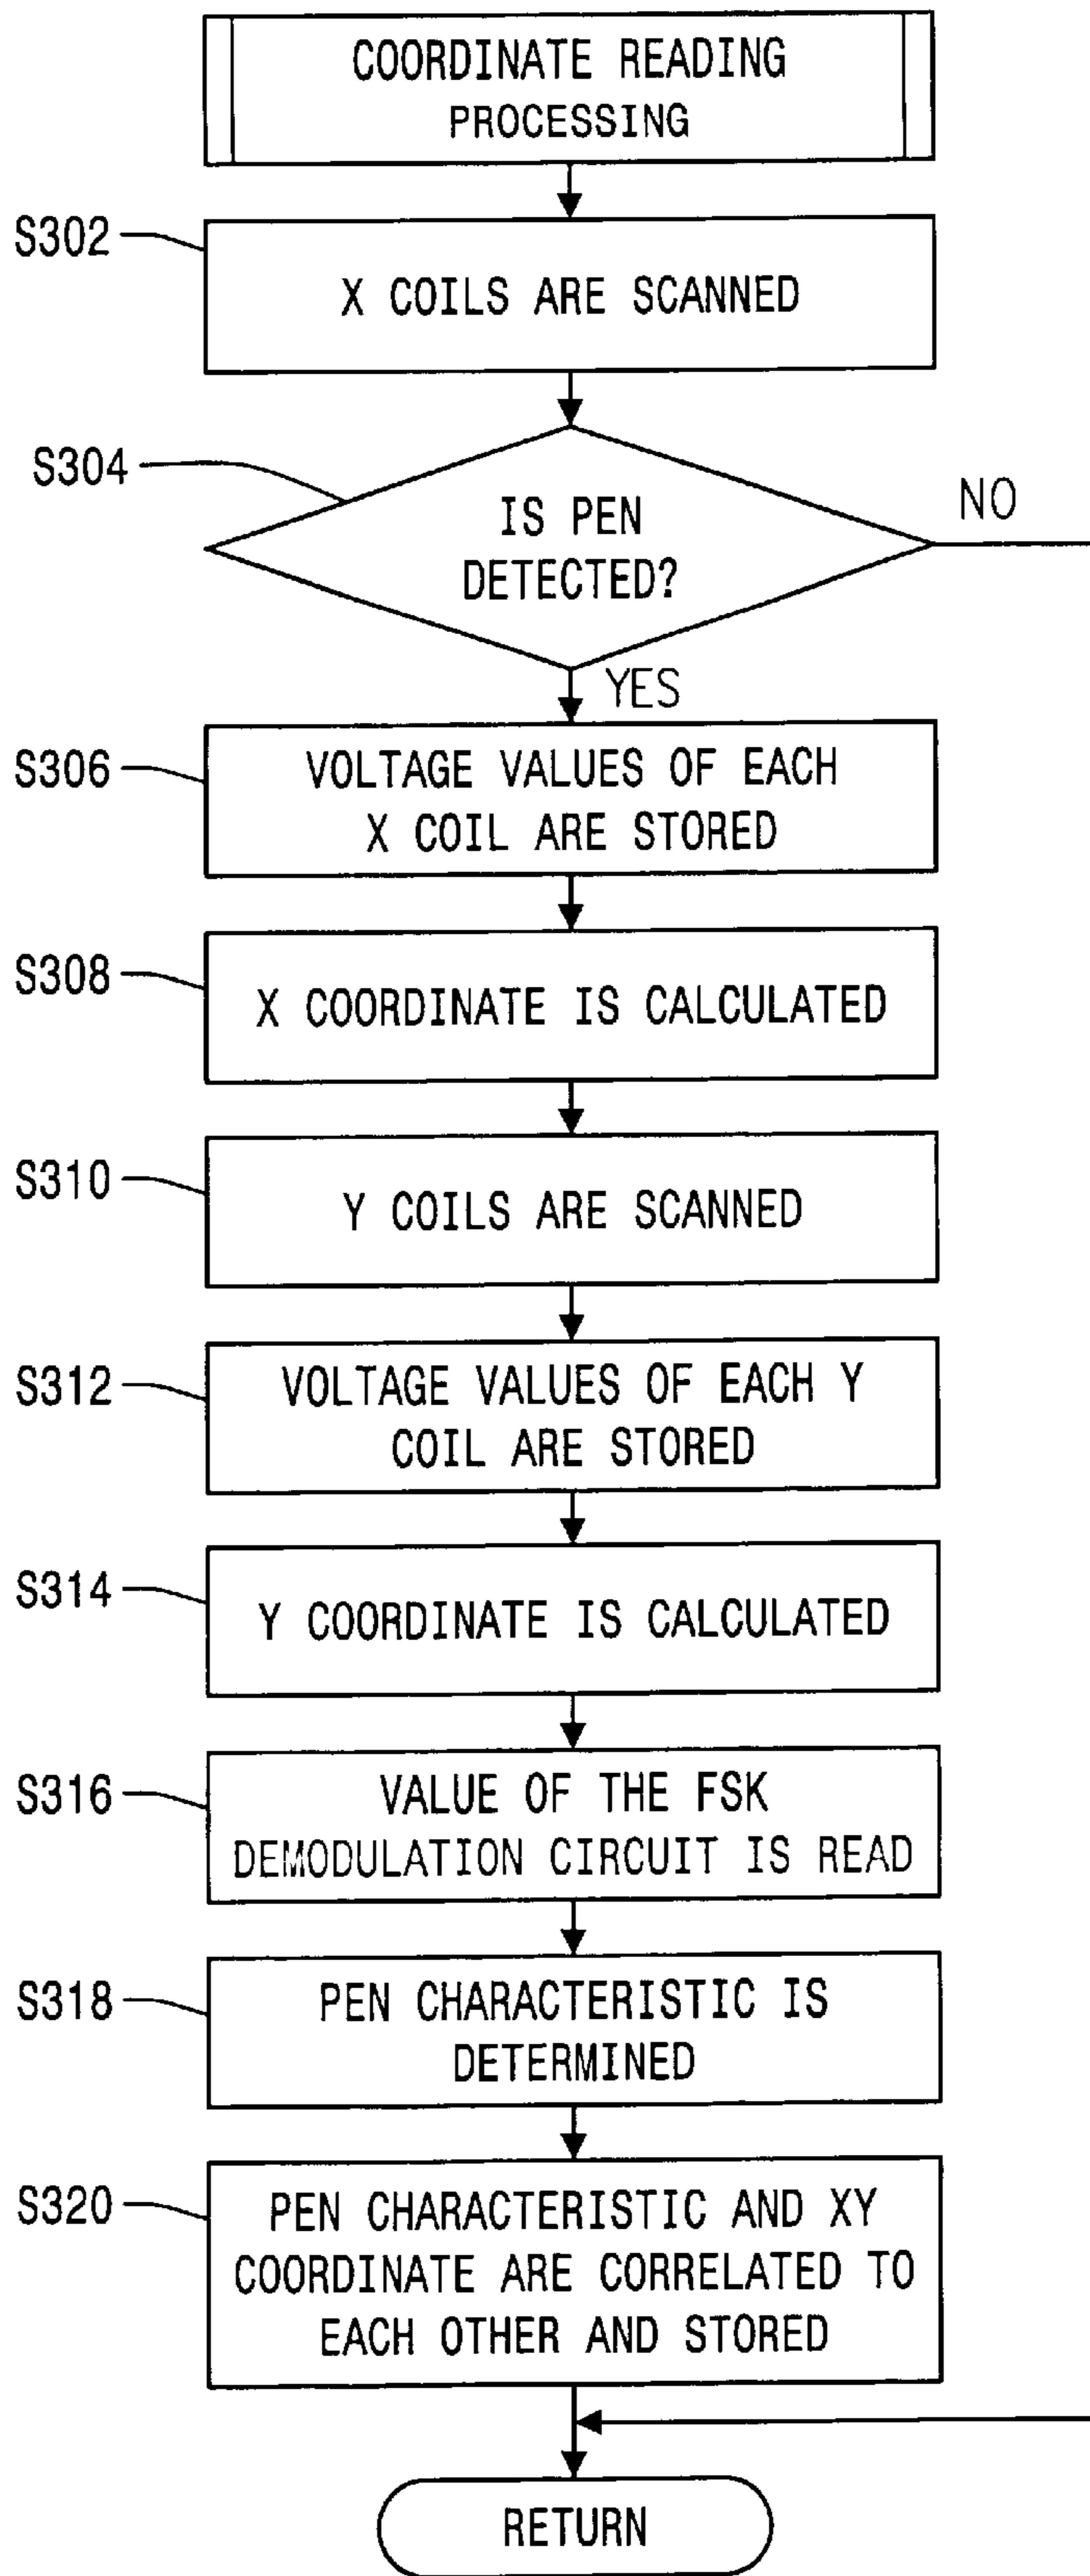 COORDINATE READING
PROCESSING
S302
X COILS ARE SCANNED
S304
IS PEN
DETECTED?
NO
YES
S306
VOLTAGE VALUES OF EACH
X COIL ARE STORED
S308
X COORDINATE IS CALCULATED
S310
Y COILS ARE SCANNED
S312
VOLTAGE VALUES OF EACH Y
COIL ARE STORED
S314
Y COORDINATE IS CALCULATED
S316
VALUE OF THE FSK
DEMODULATION CIRCUIT IS READ
S318
PEN CHARACTERISTIC IS
DETERMINED
S320
PEN CHARACTERISTIC AND XY
COORDINATE ARE CORRELATED TO
EACH OTHER AND STORED
RETURN